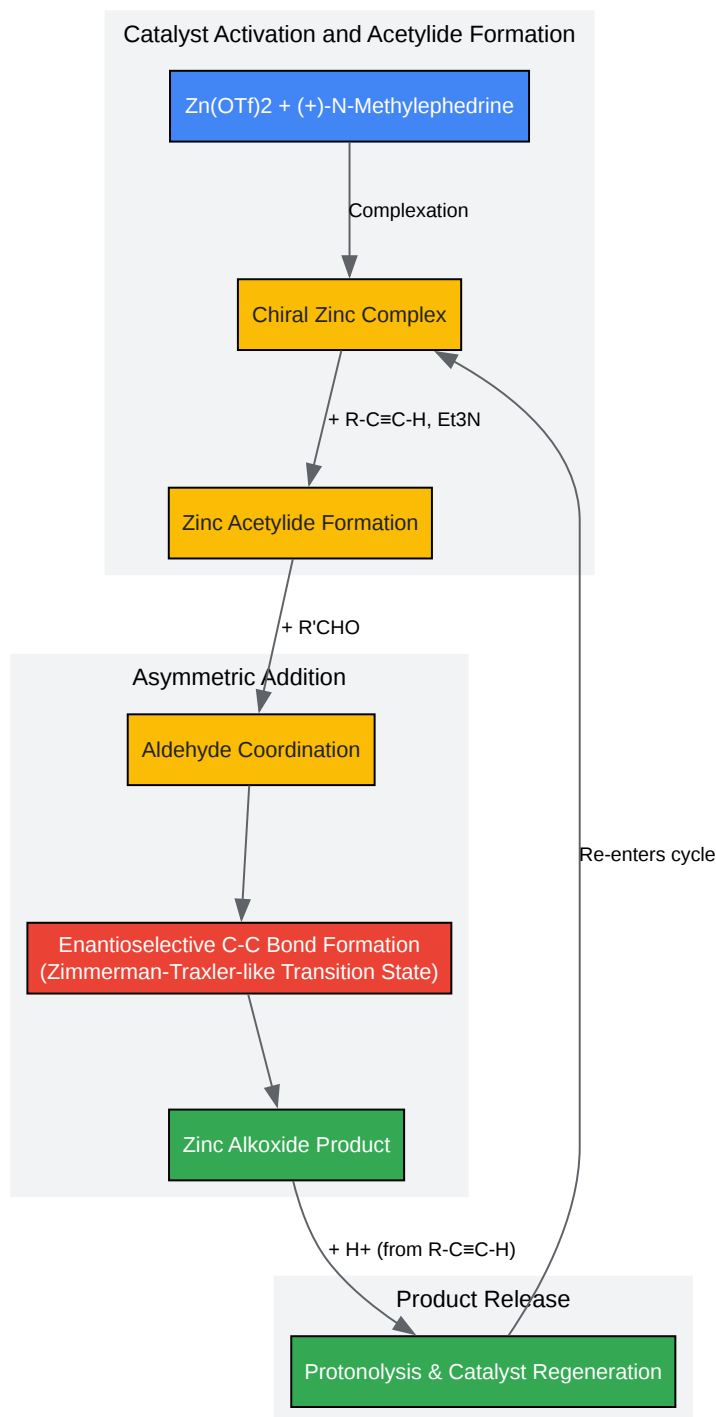 Catalyst Activation and Acetylide Formation
Zn(OTf)2 + (+)-N-Methylephedrine
Complexation
Chiral Zinc Complex
+ R-C≡C-H, Et3N
Zinc Acetylide Formation
+ R'CHO
Asymmetric Addition
Aldehyde Coordination
Re-enters cycle
Enantioselective C-C Bond Formation
(Zimmerman-Traxler-like Transition State)
Zinc Alkoxide Product
+ H+ (from R-C≡C-H)
Product Release
Protonolysis & Catalyst Regeneration